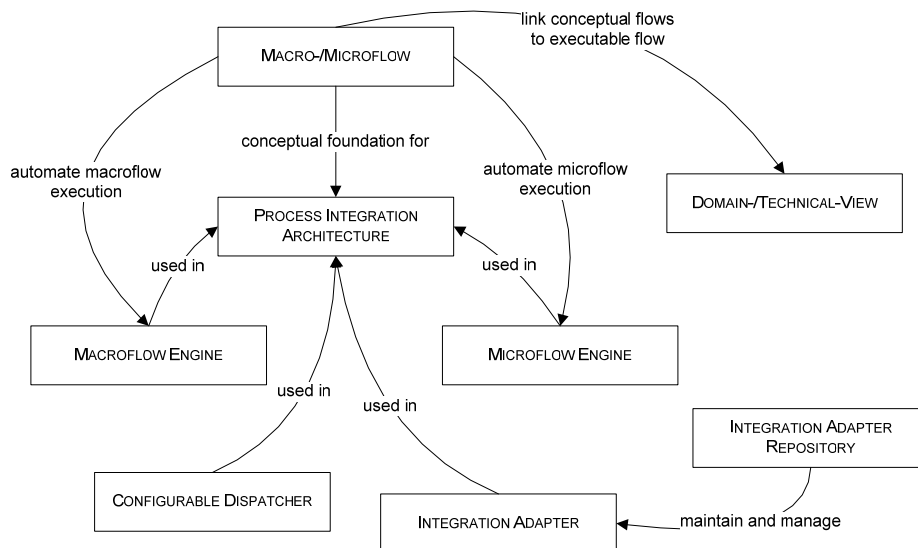 link conceptual flows
to executable flow
MACRO-/MICROFLOW
conceptual foundation for
automate macroflow
execution
automate microflow
execution
DOMAIN-/TECHNICAL-VIEW
PROCESS INTEGRATION
ARCHITECTURE
used in
used in
MACROFLOW ENGINE
MICROFLOW ENGINE
used in
used in
INTEGRATION ADAPTER
REPOSITORY
CONFIGURABLE DISPATCHER
INTEGRATION ADAPTER
maintain and manage